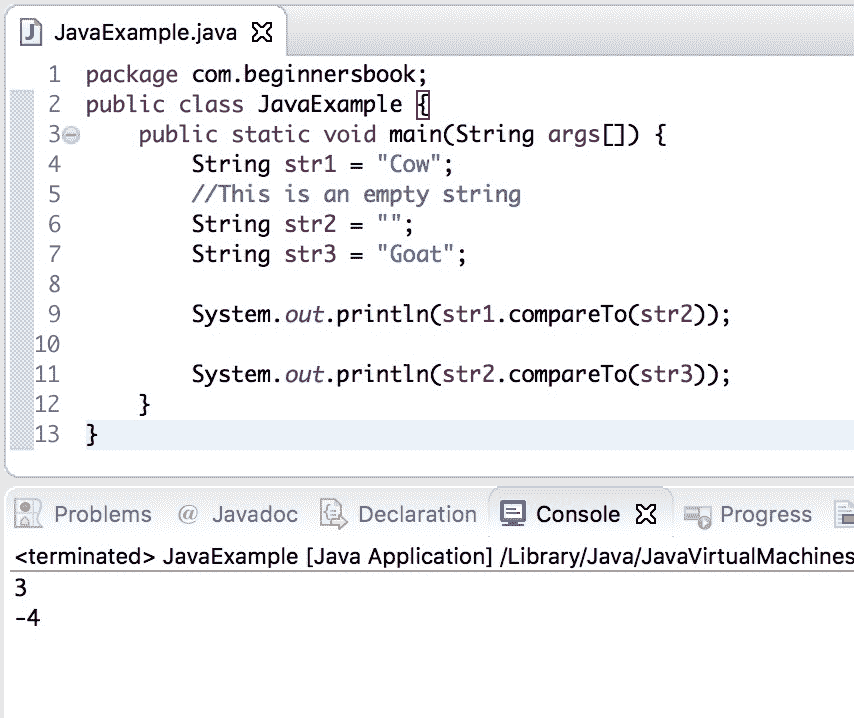 JavaExample.java
1 package com.beginnersbook;
2 public class JavaExample {
3 public static void main(String args[]) {
4 String str1 = "Cow";
5 //This is an empty string
6 String str2 = "";
7 String str3 = "Goat";
8
9 System.out.println(str1.compareTo(str2));
10
11 System.out.println(str2.compareTo(str3));
12 }
13 }
Problems @ Javadoc Declaration Console Progress
<terminated> JavaExample [Java Application] /Library/Java/JavaVirtualMachines
3
-4